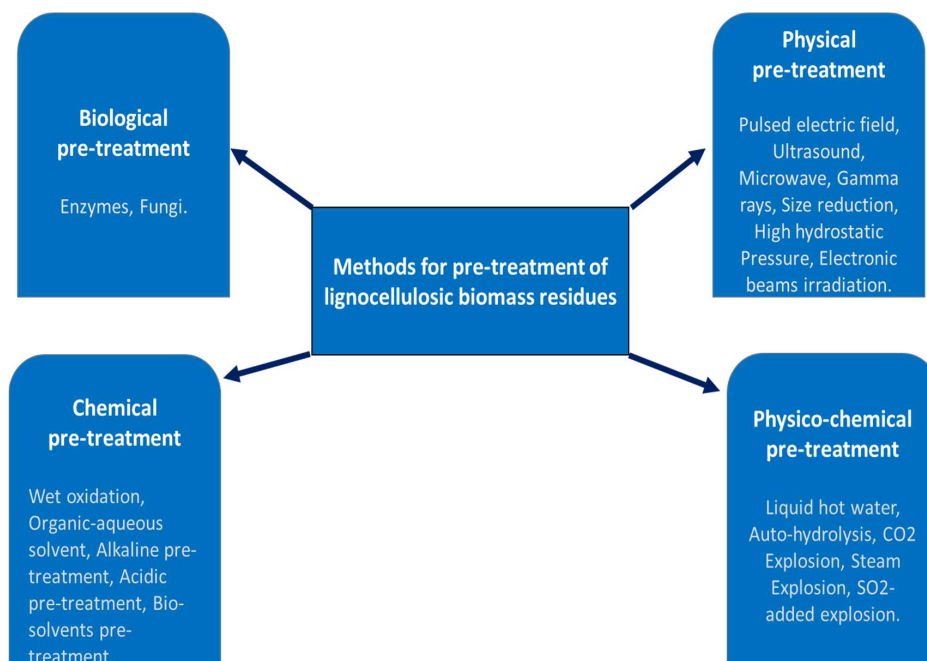 Biological
pre-treatment
Enzymes, Fungi.
Physical
pre-treatment
Pulsed electric field,
Ultrasound,
Microwave, Gamma
rays, Size reduction,
High hydrostatic
Pressure, Electronic
beams irradiation.
Methods for pre-treatment of
lignocellulosic biomass residues
Chemical
pre-treatment
Wet oxidation,
Organic-aqueous
solvent, Alkaline pre-
treatment, Acidic
pre-treatment, Bio-
solvents pre-
treatment
Physico-chemical
pre-treatment
Liquid hot water,
Auto-hydrolysis, CO2
Explosion, Steam
Explosion, SO2-
added explosion.